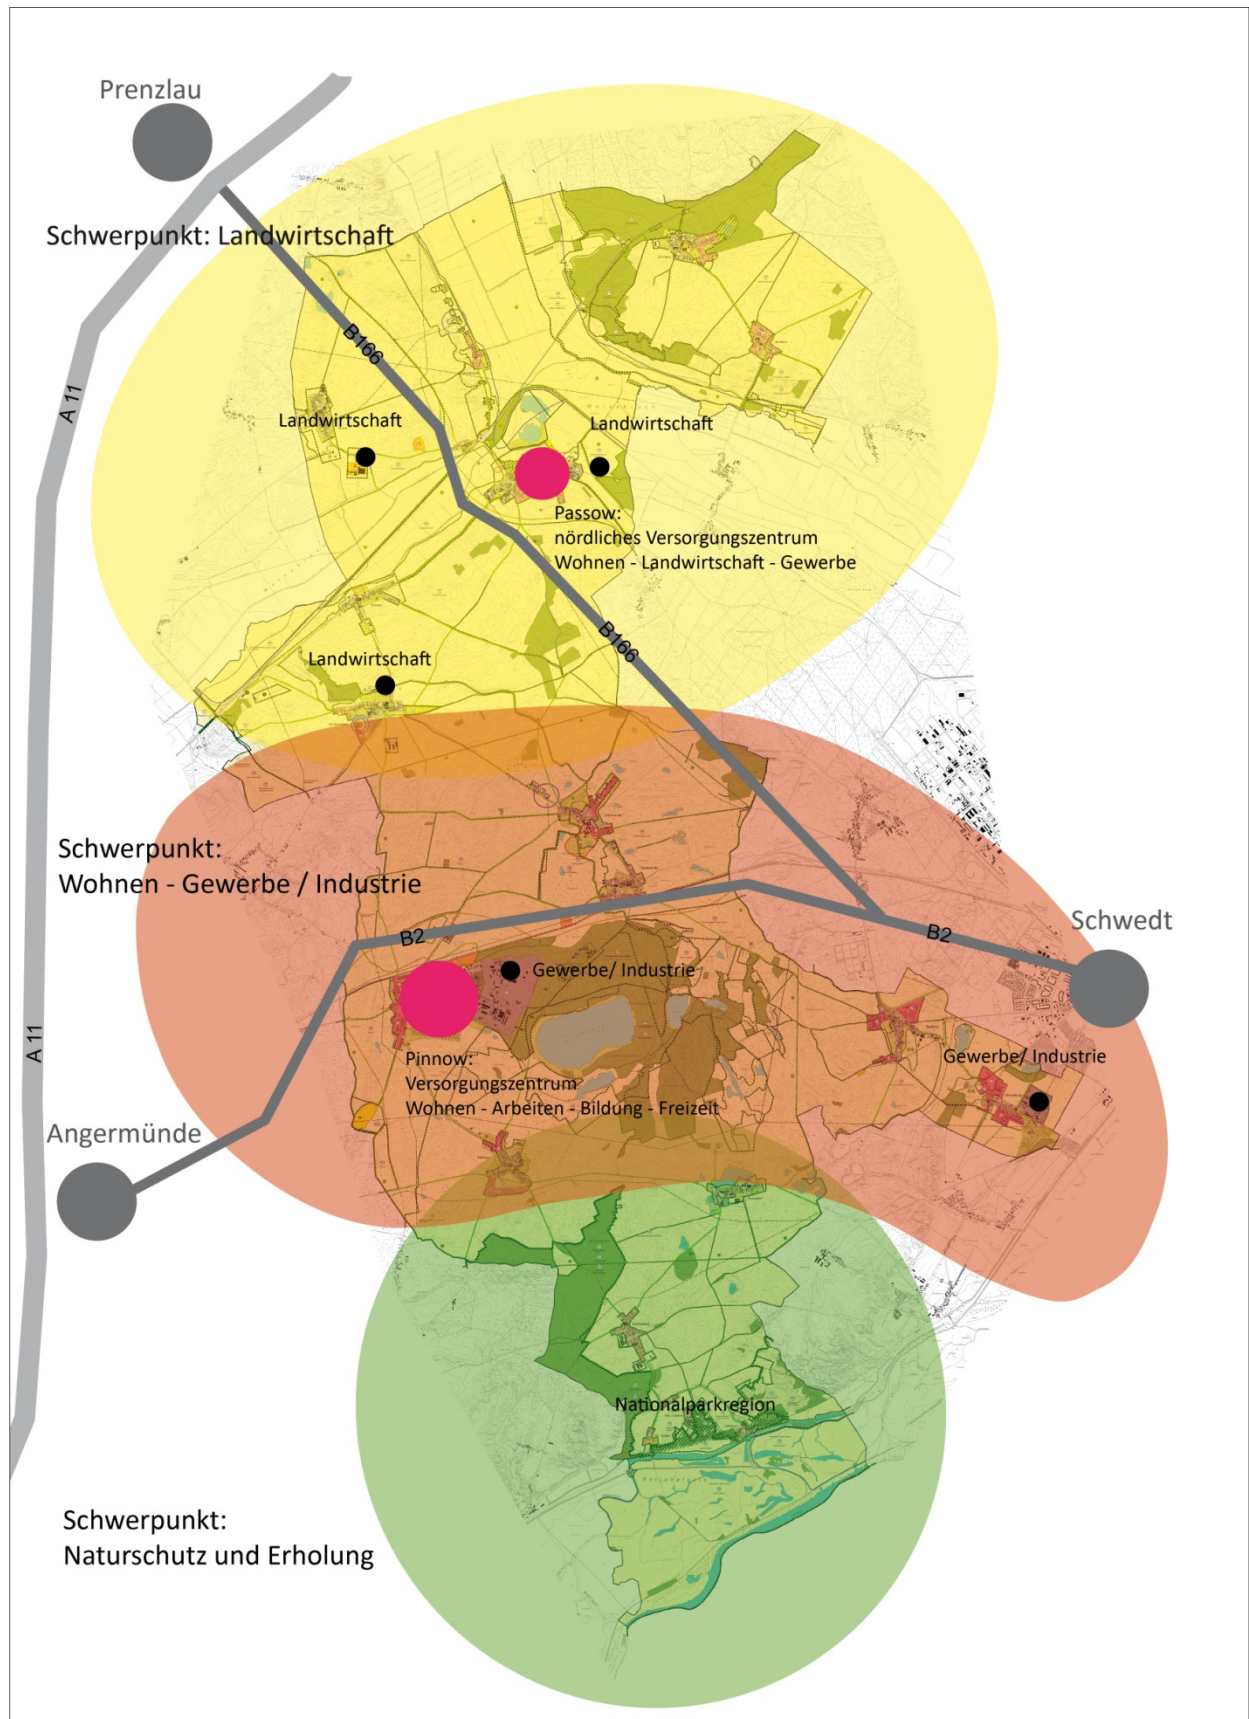 Prenzlau
Schwerpunkt: Landwirtschaft
B166
A 11
Landwirtschaft
Landwirtschaft
Passow:
nördliches Versorgungszentrum
Wohnen - Landwirtschaft - Gewerbe
B166
Landwirtschaft
Schwerpunkt:
Wohnen - Gewerbe / Industrie
B2
B2
Schwedt
Gewerbe/ Industrie
A 11
Pinnow:
Versorgungszentrum
Wohnen - Arbeiten - Bildung - Freizeit
Gewerbe/ Industrie
Angermünde
Nationalparkregion
Schwerpunkt:
Naturschutz und Erholung